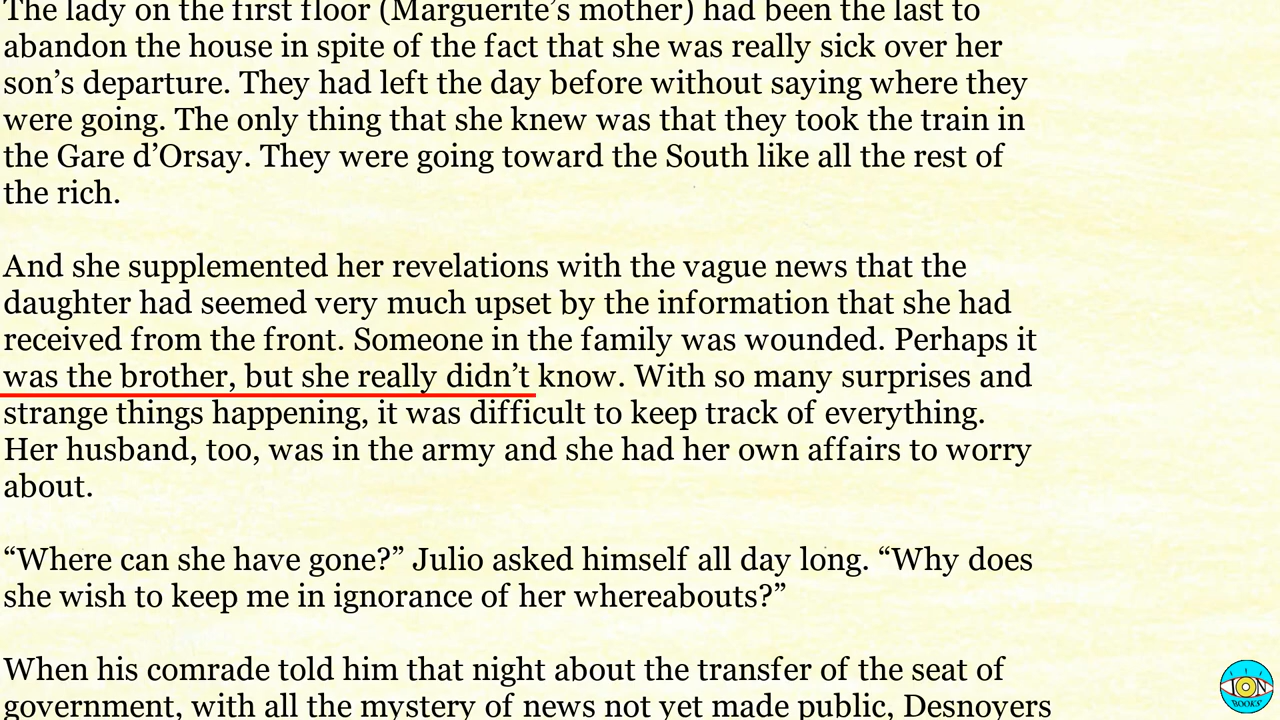 The lady on the first floor (Marguerite’s mother) had been the last to
abandon the house in spite of the fact that she was really sick over her
son’s departure. They had left the day before without saying where they
were going. The only thing that she knew was that they took the train in
the Gare d’Orsay. They were going toward the South like all the rest of
the rich.
And she supplemented her revelations with the vague news that the
daughter had seemed very much upset by the information that she had
received from the front. Someone in the family was wounded. Perhaps it
was the brother, but she really didn’t know. With so many surprises and
strange things happening, it was difficult to keep track of everything.
Her husband, too, was in the army and she had her own affairs to worry
about.
“Where can she have gone?” Julio asked himself all day long. “Why does
she wish to keep me in ignorance of her whereabouts?”
When his comrade told him that night about the transfer of the seat of
government, with all the mystery of news not yet made public, Desnoyers
ION
BOOKS